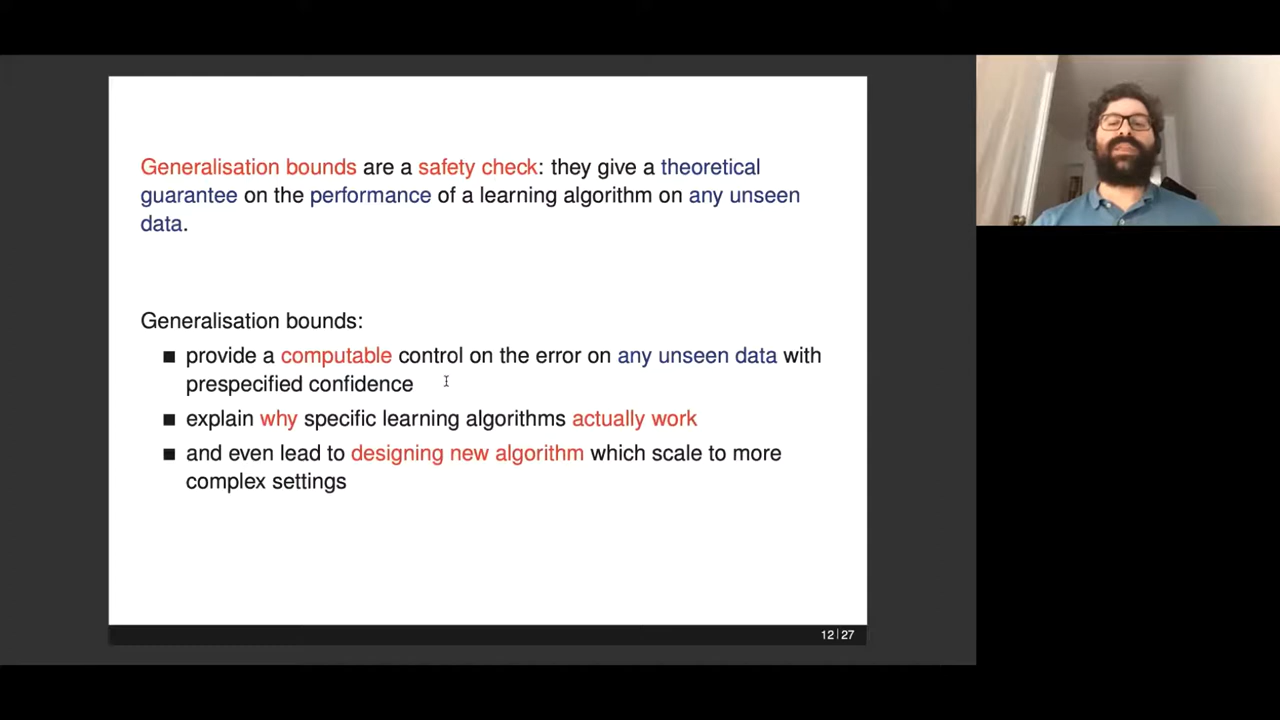 Generalisation bounds are a safety check: they give a theoretical
guarantee on the performance of a learning algorithm on any unseen
data.
Generalisation bounds:
■ provide a computable control on the error on any unseen data with
prespecified confidence
■ explain why specific learning algorithms actually work
■ and even lead to designing new algorithm which scale to more
complex settings
12|27